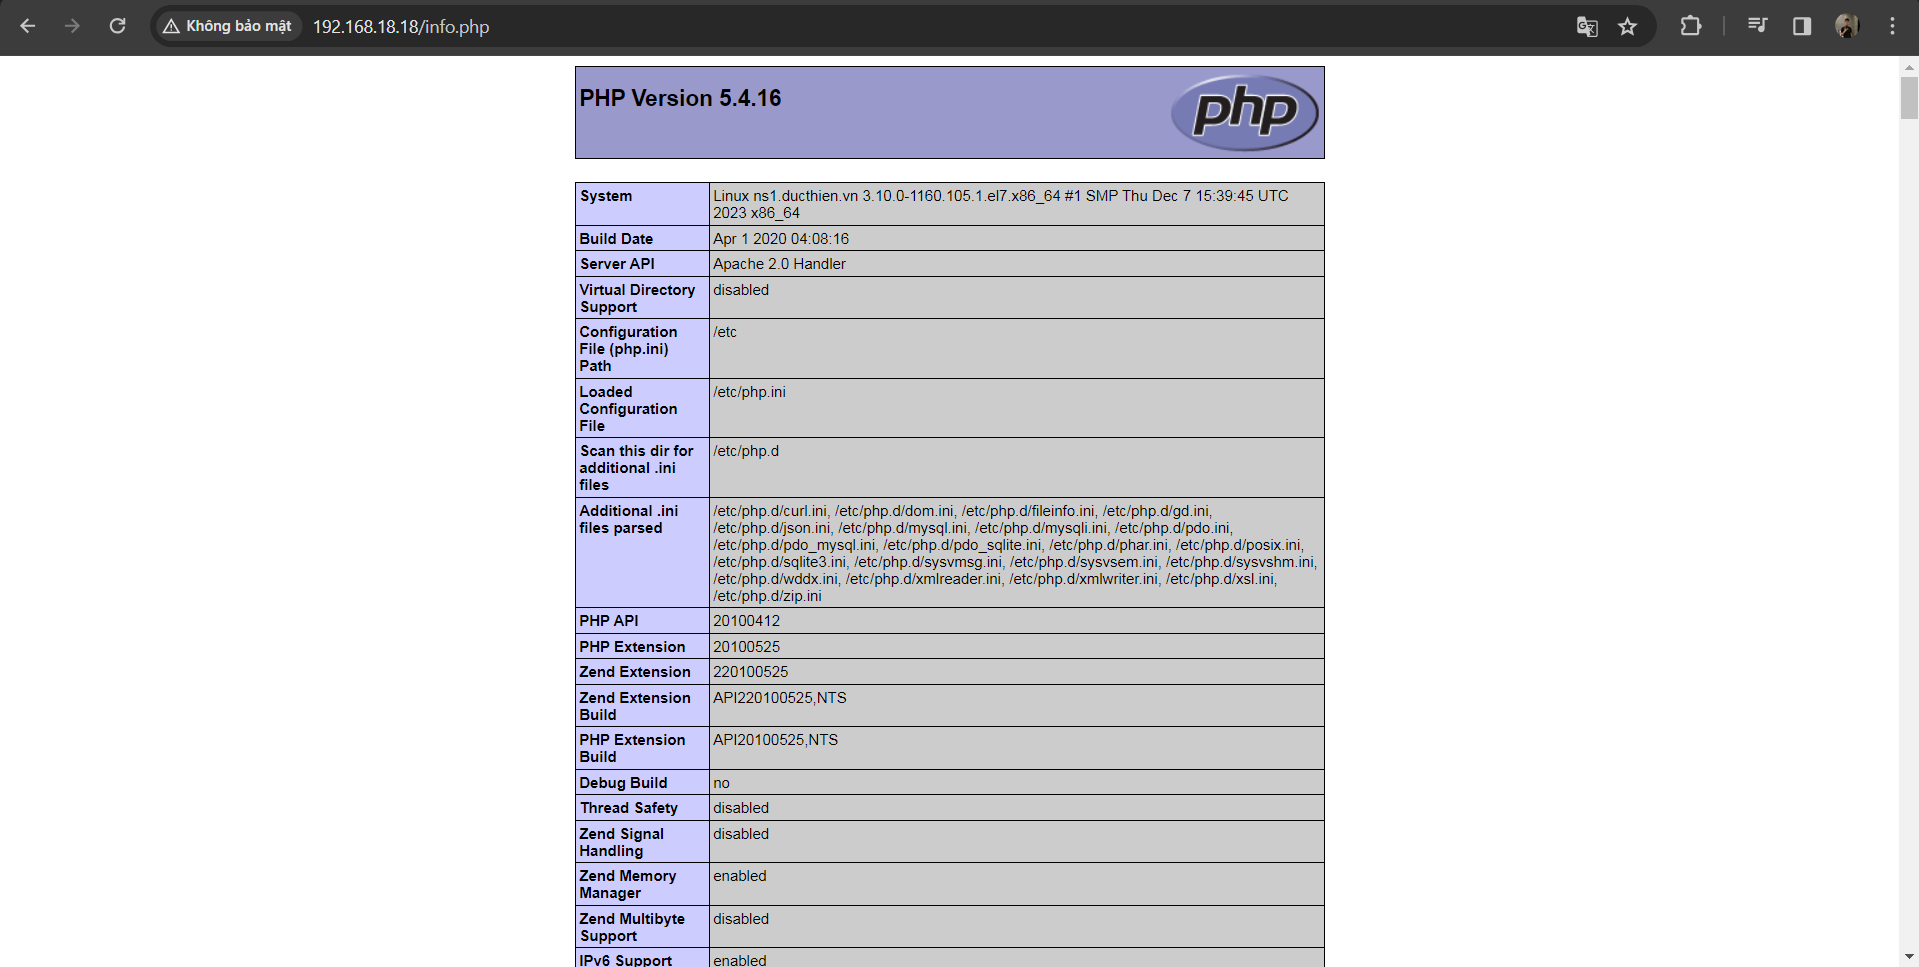 Không bảo mật
192.168.18.18/info.php
PHP Version 5.4.16
php
System
Linux ns1.ducthien.vn 3.10.0-1160.105.1.el7.x86_64 #1 SMP Thu Dec 7 15:39:45 UTC
2023 x86_64
Build Date
Apr 1 2020 04:08:16
Server API
Apache 2.0 Handler
Virtual Directory
Support
disabled
Configuration
File (php.ini)
Path
/etc
Loaded
Configuration
File
/etc/php.ini
Scan this dir for
additional .ini
files
/etc/php.d
Additional .ini
files parsed
/etc/php.d/curl.ini, /etc/php.d/dom.ini, /etc/php.d/fileinfo.ini, /etc/php.d/gd.ini,
/etc/php.d/json.ini, /etc/php.d/mysql.ini, /etc/php.d/mysqli.ini, /etc/php.d/pdo.ini,
/etc/php.d/pdo_mysql.ini, /etc/php.d/pdo_sqlite.ini, /etc/php.d/phar.ini, /etc/php.d/posix.ini,
/etc/php.d/sqlite3.ini, /etc/php.d/sysvmsg.ini, /etc/php.d/sysvsem.ini, /etc/php.d/sysvshm.ini,
/etc/php.d/wddx.ini, /etc/php.d/xmlreader.ini, /etc/php.d/xmlwriter.ini, /etc/php.d/xsl.ini,
/etc/php.d/zip.ini
PHP API
20100412
PHP Extension
20100525
Zend Extension
220100525
Zend Extension
Build
API220100525,NTS
PHP Extension
Build
API20100525,NTS
Debug Build
no
Thread Safety
disabled
Zend Signal
Handling
disabled
Zend Memory
Manager
enabled
Zend Multibyte
Support
disabled
IPv6 Support
enabled